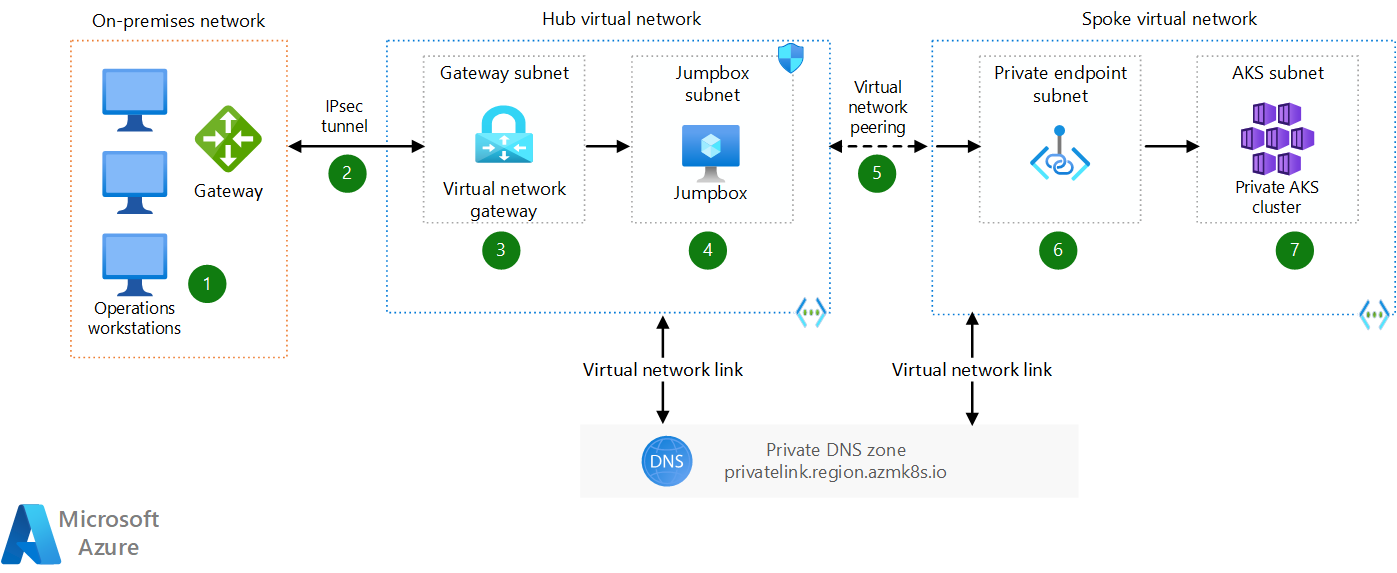 On-premises network
Gateway
1
Operations
workstations
IPsec
tunnel
2
Hub virtual network
Gateway subnet
Virtual network
gateway
3
Jumpbox
subnet
Jumpbox
4
Virtual
network
peering
5
Spoke virtual network
Private endpoint
subnet
6
AKS subnet
Private AKS
cluster
7
Virtual network link
Virtual network link
DNS
Private DNS zone
privatelink.region.azmk8s.io
Microsoft
Azure